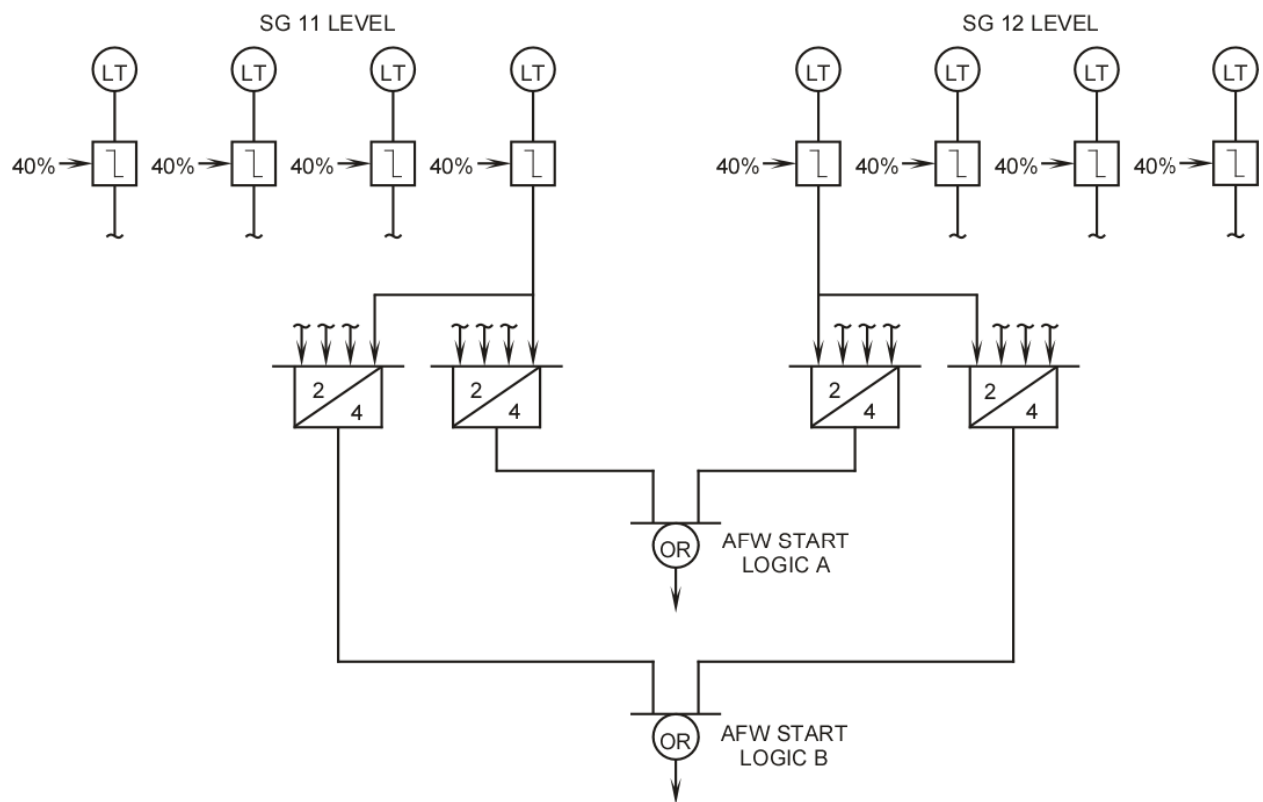 SG 11 LEVEL
SG 12 LEVEL
LT
LT
LT
LT
LT
LT
LT
LT
40%
40%
40%
40%
40%
40%
40%
40%
2
4
2
4
2
4
2
4
OR
AFW START
LOGIC A
OR
AFW START
LOGIC B